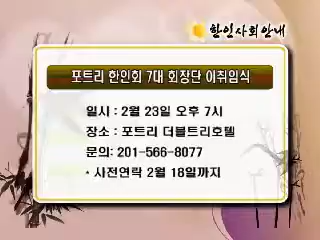 한인사회안내
포트리 한인회 7대 회장단 이취임식
일시 : 2월 23일 오후 7시
장소 : 포트리 더블트리호텔
문의: 201-566-8077
* 사전연락 2월 18일까지